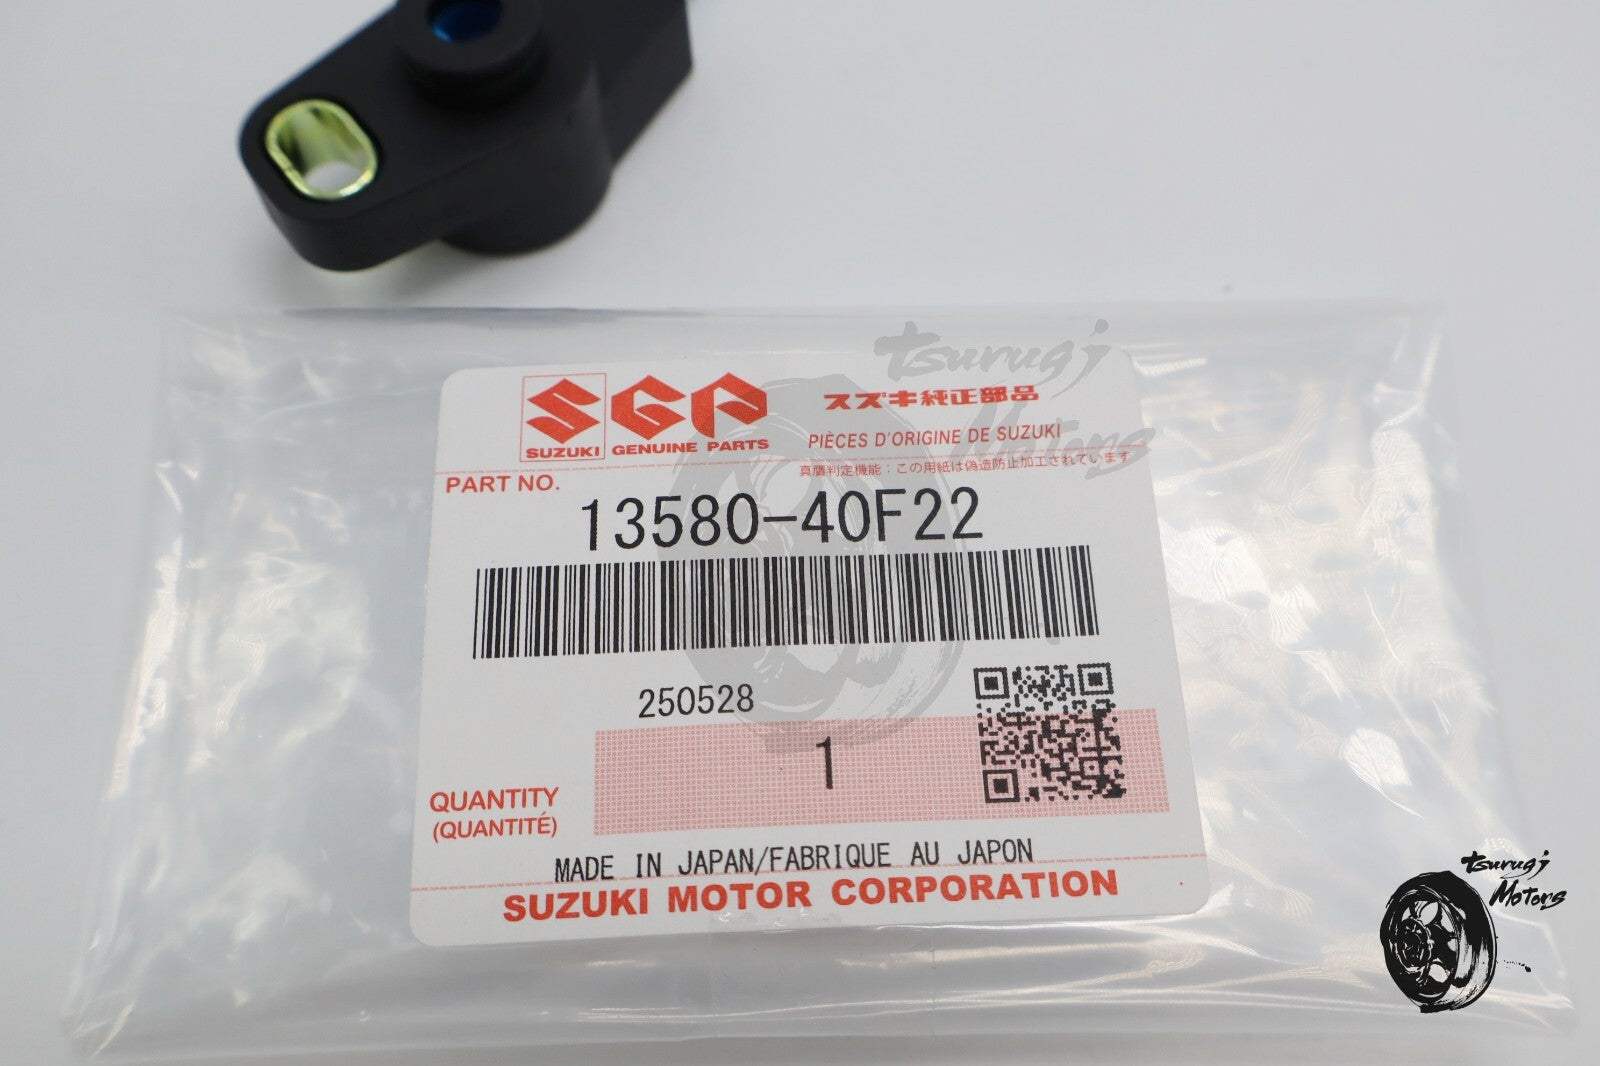 tsurugi
Motors
SUZUKI
SGP
GENUINE PARTS
スズキ純正部品
PIÈCES D'ORIGINE DE SUZUKI
真贋判定機能：この用紙は偽造防止加工されています
PART NO.
13580-40F22
250528
1
QUANTITY
(QUANTITÉ)
MADE IN JAPAN/FABRIQUE AU JAPON
SUZUKI MOTOR CORPORATION
tsurugi
Motors